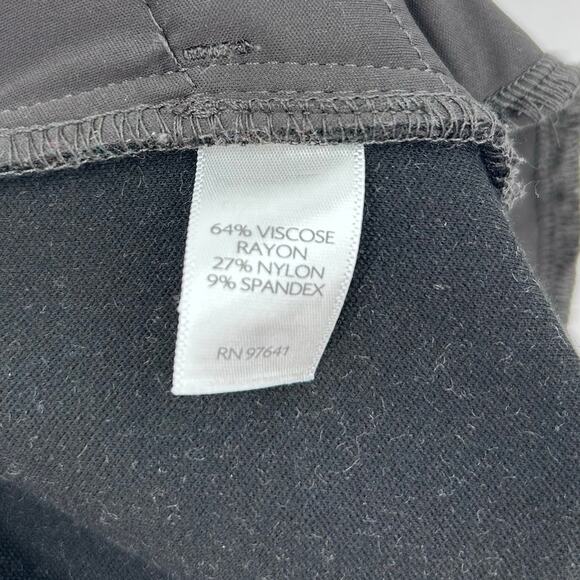 64% VISCOSE
RAYON
27% NYLON
9% SPANDEX
RN 97641